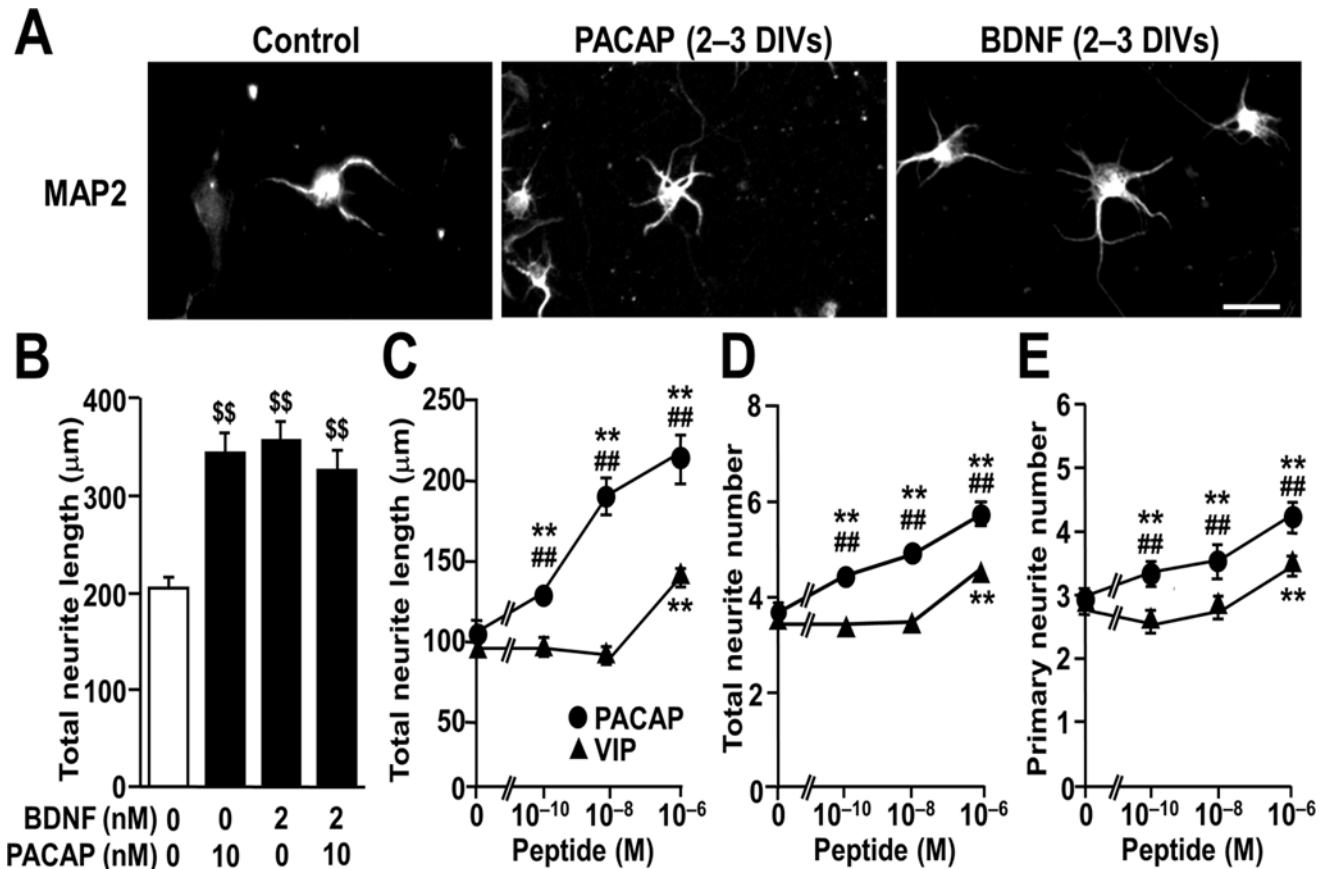 A
Control
PACAP (2–3 DIVs)
BDNF (2–3 DIVs)
MAP2
B
Total neurite length (μm)
400
300
200
100
0
$$
$$
$$
BDNF (nM) 0 0 2 2
PACAP (nM) 0 10 0 10
C
Total neurite length (μm)
250
200
150
100
50
0
**
##
**
##
**
##
**
PACAP
VIP
0 10⁻¹⁰ 10⁻⁸ 10⁻⁶
Peptide (M)
D
Total neurite number
8
6
4
2
0
**
##
**
##
**
##
**
0 10⁻¹⁰ 10⁻⁸ 10⁻⁶
Peptide (M)
E
Primary neurite number
6
5
4
3
2
1
0
**
##
**
##
**
##
**
0 10⁻¹⁰ 10⁻⁸ 10⁻⁶
Peptide (M)